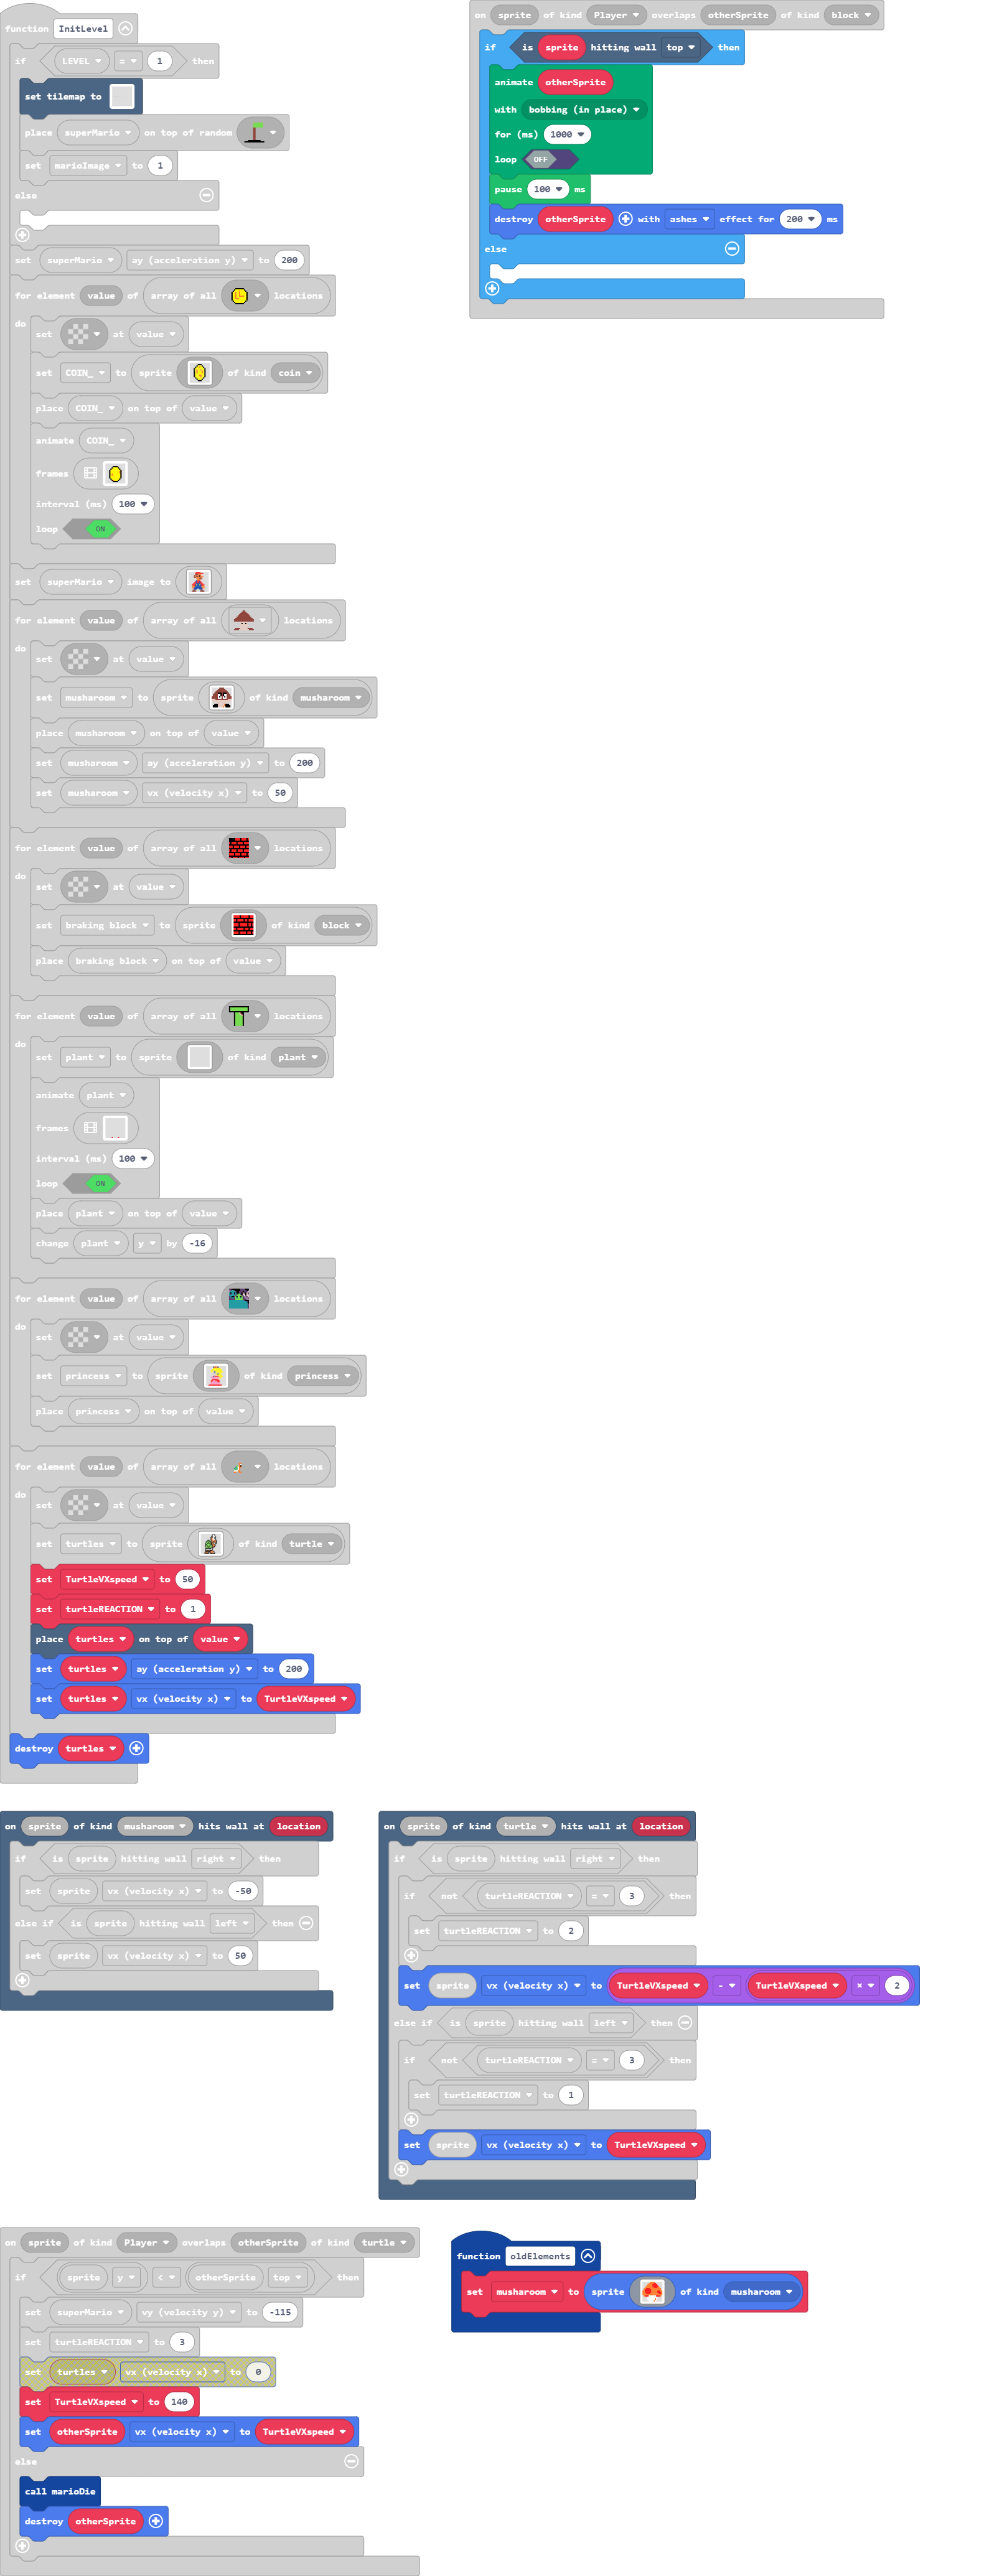 function InitLevel
if LEVEL = 1 then
set tilemap to
place superMario on top of random
set marioImage to 1
else
set superMario ay (acceleration y) to 200
for element value of array of all locations
do
set at value
set COIN_ to sprite of kind coin
place COIN_ on top of value
animate COIN_
frames
interval (ms) 100
loop ON
set superMario image to
for element value of array of all locations
do
set at value
set musharoom to sprite of kind musharoom
place musharoom on top of value
set musharoom ay (acceleration y) to 200
set musharoom vx (velocity x) to 50
for element value of array of all locations
do
set at value
set braking block to sprite of kind block
place braking block on top of value
for element value of array of all locations
do
set plant to sprite of kind plant
animate plant
frames
interval (ms) 100
loop ON
place plant on top of value
change plant y by -16
for element value of array of all locations
do
set at value
set princess to sprite of kind princess
place princess on top of value
for element value of array of all locations
do
set at value
set turtles to sprite of kind turtle
set TurtleVXspeed to 50
set turtleREACTION to 1
place turtles on top of value
set turtles ay (acceleration y) to 200
set turtles vx (velocity x) to TurtleVXspeed
destroy turtles
on sprite of kind Player overlaps otherSprite of kind block
if is sprite hitting wall top then
animate otherSprite
with bobbing (in place)
for (ms) 1000
loop OFF
pause 100 ms
destroy otherSprite with ashes effect for 200 ms
else
on sprite of kind musharoom hits wall at location
if is sprite hitting wall right then
set sprite vx (velocity x) to -50
else if is sprite hitting wall left then
set sprite vx (velocity x) to 50
on sprite of kind turtle hits wall at location
if is sprite hitting wall right then
if not turtleREACTION = 3 then
set turtleREACTION to 2
set sprite vx (velocity x) to TurtleVXspeed - TurtleVXspeed × 2
else if is sprite hitting wall left then
if not turtleREACTION = 3 then
set turtleREACTION to 1
set sprite vx (velocity x) to TurtleVXspeed
on sprite of kind Player overlaps otherSprite of kind turtle
if sprite y < otherSprite top then
set superMario vy (velocity y) to -115
set turtleREACTION to 3
set turtles vx (velocity x) to 0
set TurtleVXspeed to 140
set otherSprite vx (velocity x) to TurtleVXspeed
else
call marioDie
destroy otherSprite
function oldElements
set musharoom to sprite of kind musharoom